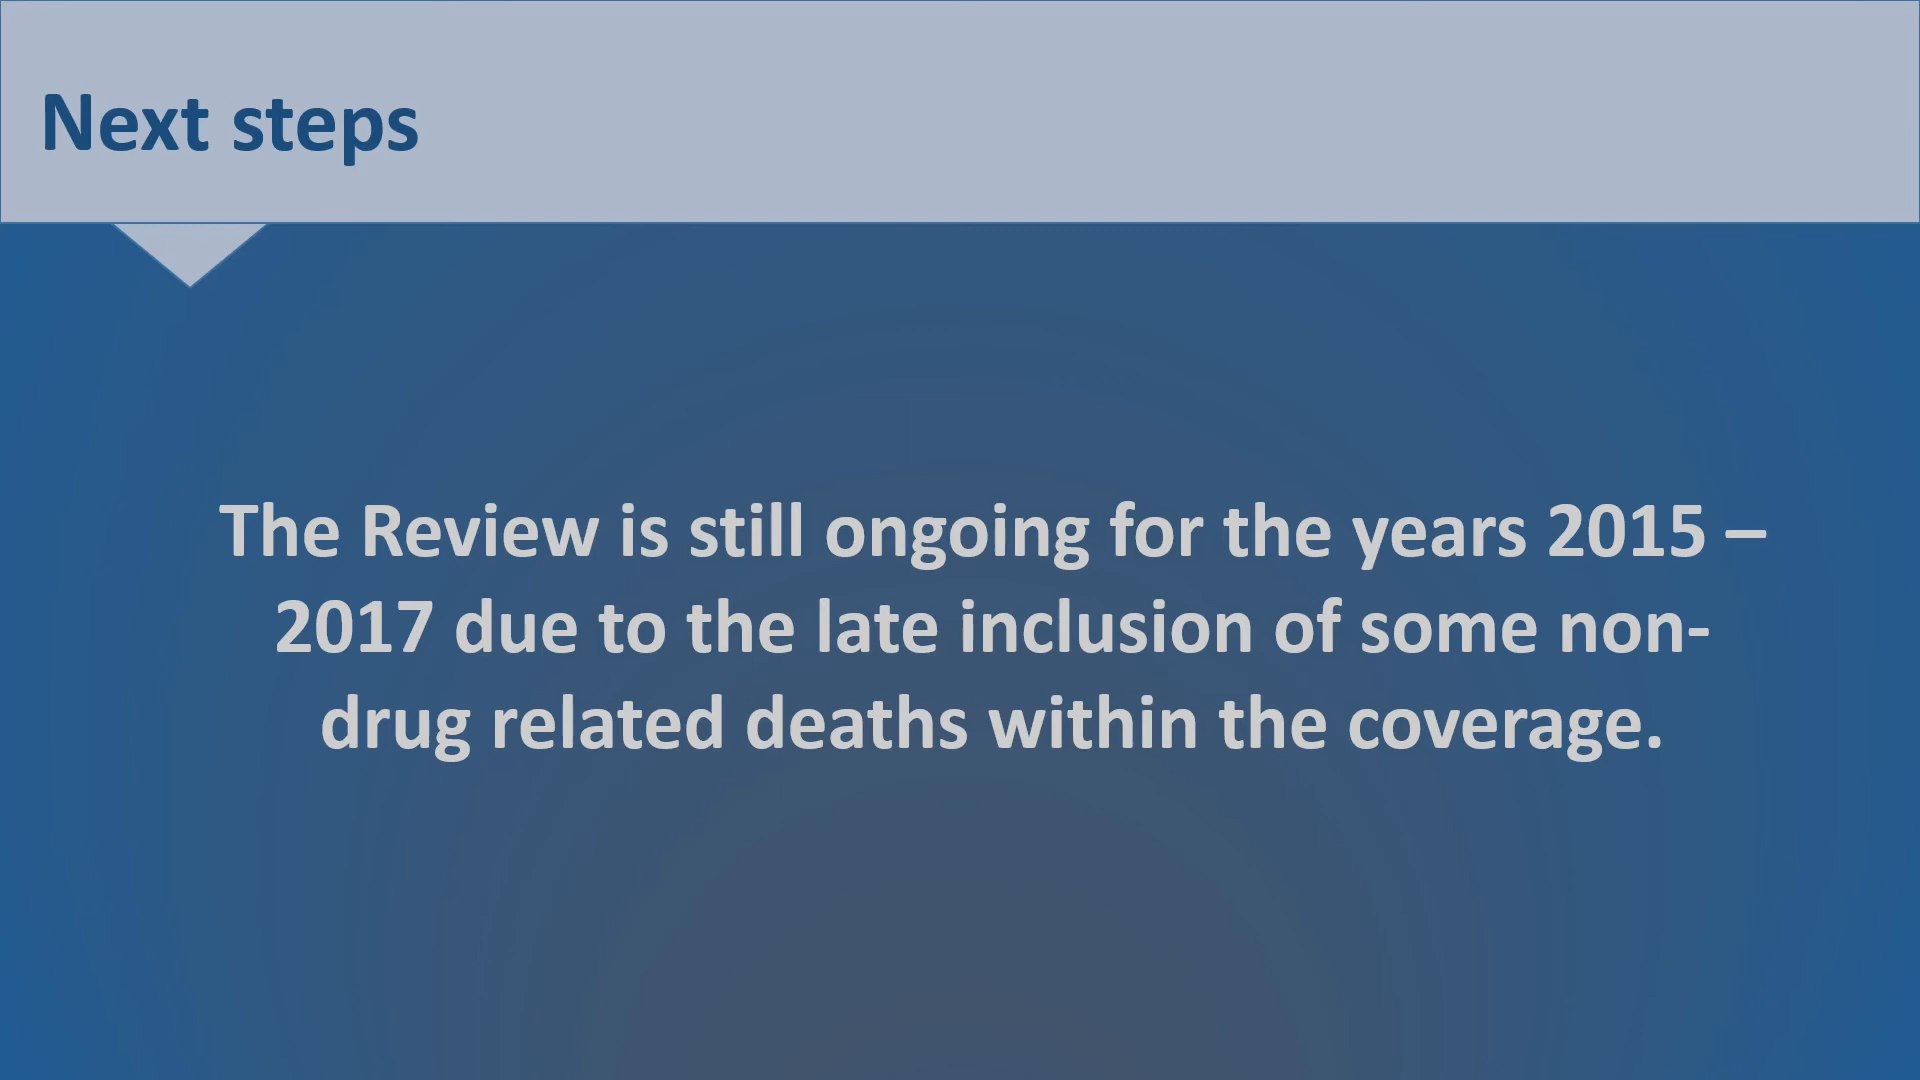 Next steps
The Review is still ongoing for the years 2015 –
2017 due to the late inclusion of some non-
drug related deaths within the coverage.